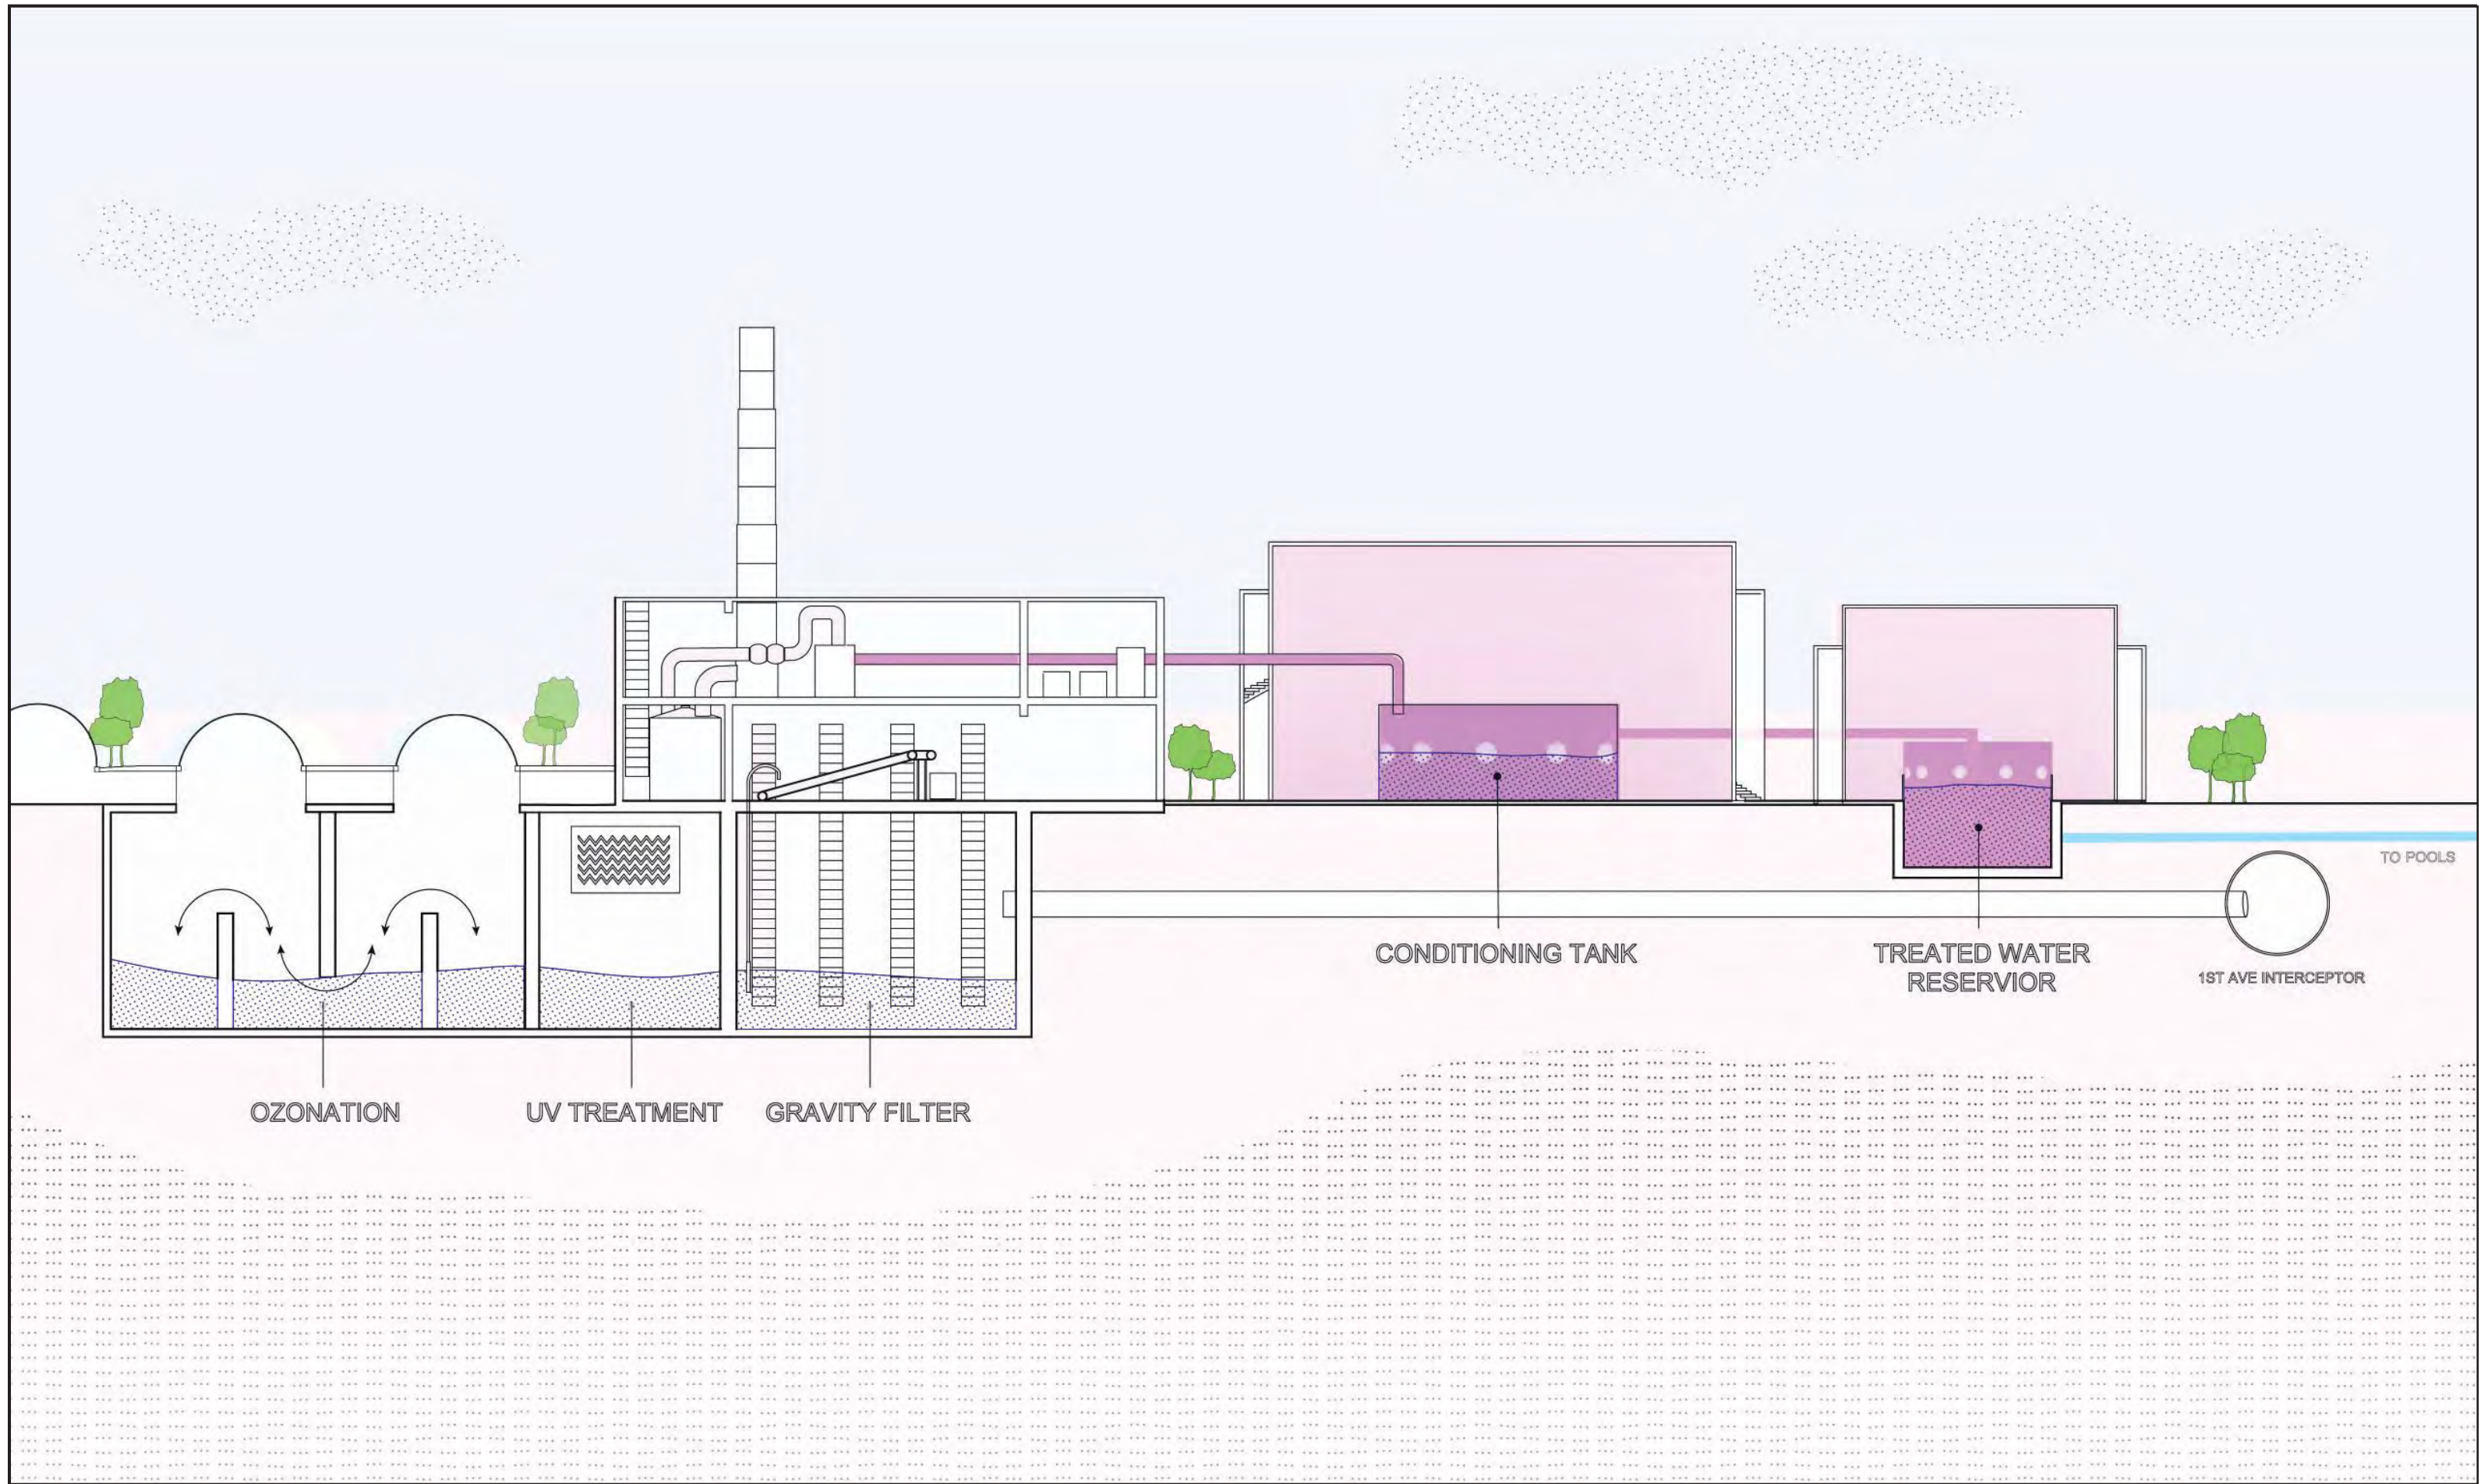 TO POOLS
CONDITIONING TANK
TREATED WATER
RESERVIOR
1ST AVE INTERCEPTOR
OZONATION
UV TREATMENT
GRAVITY FILTER